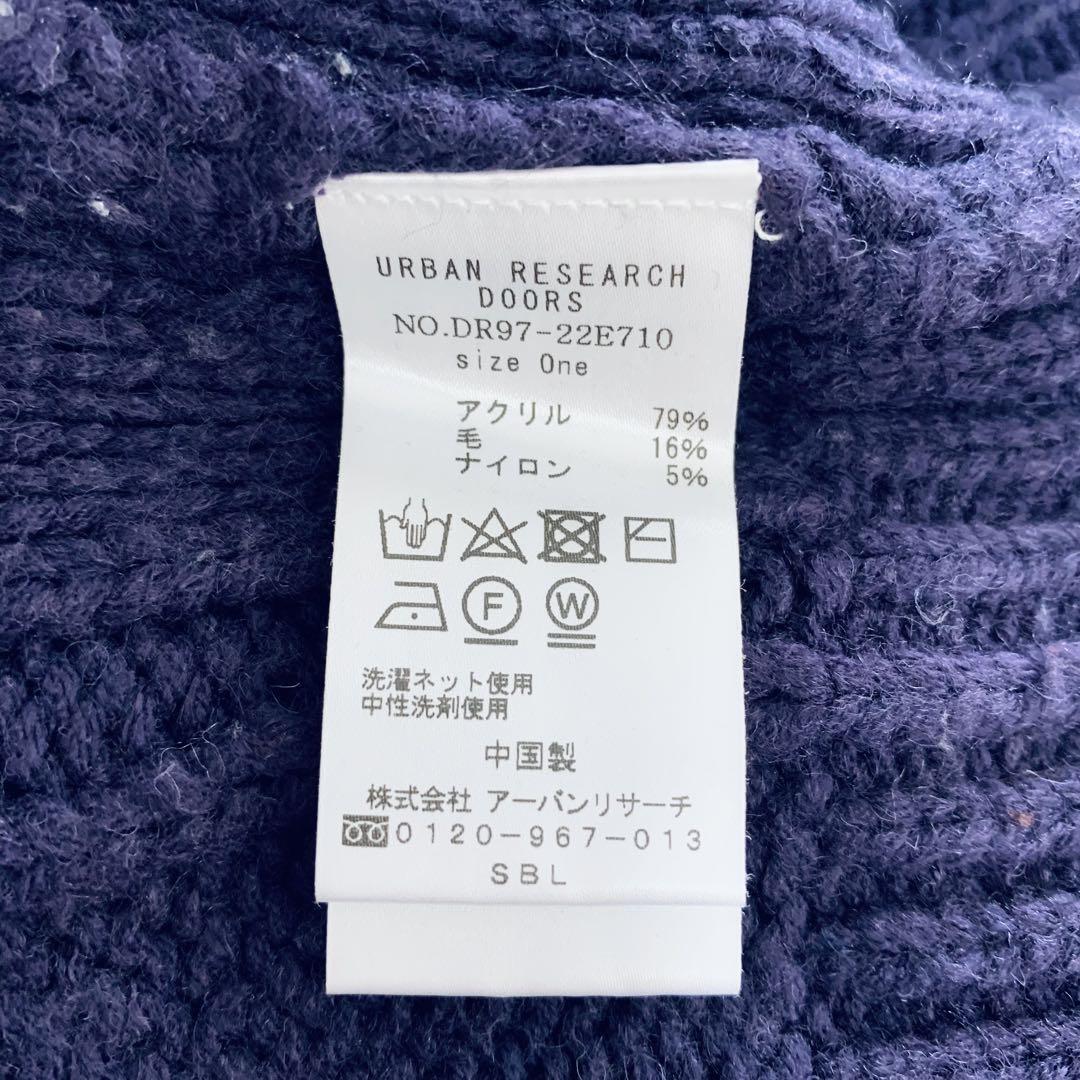 URBAN RESEARCH
DOORS
NO.DR97-22E710
size One
アクリル 79%
毛 16%
ナイロン 5%
F W
洗濯ネット使用
中性洗剤使用
中国製
株式会社 アーバンリサーチ
0120-967-013
SBL